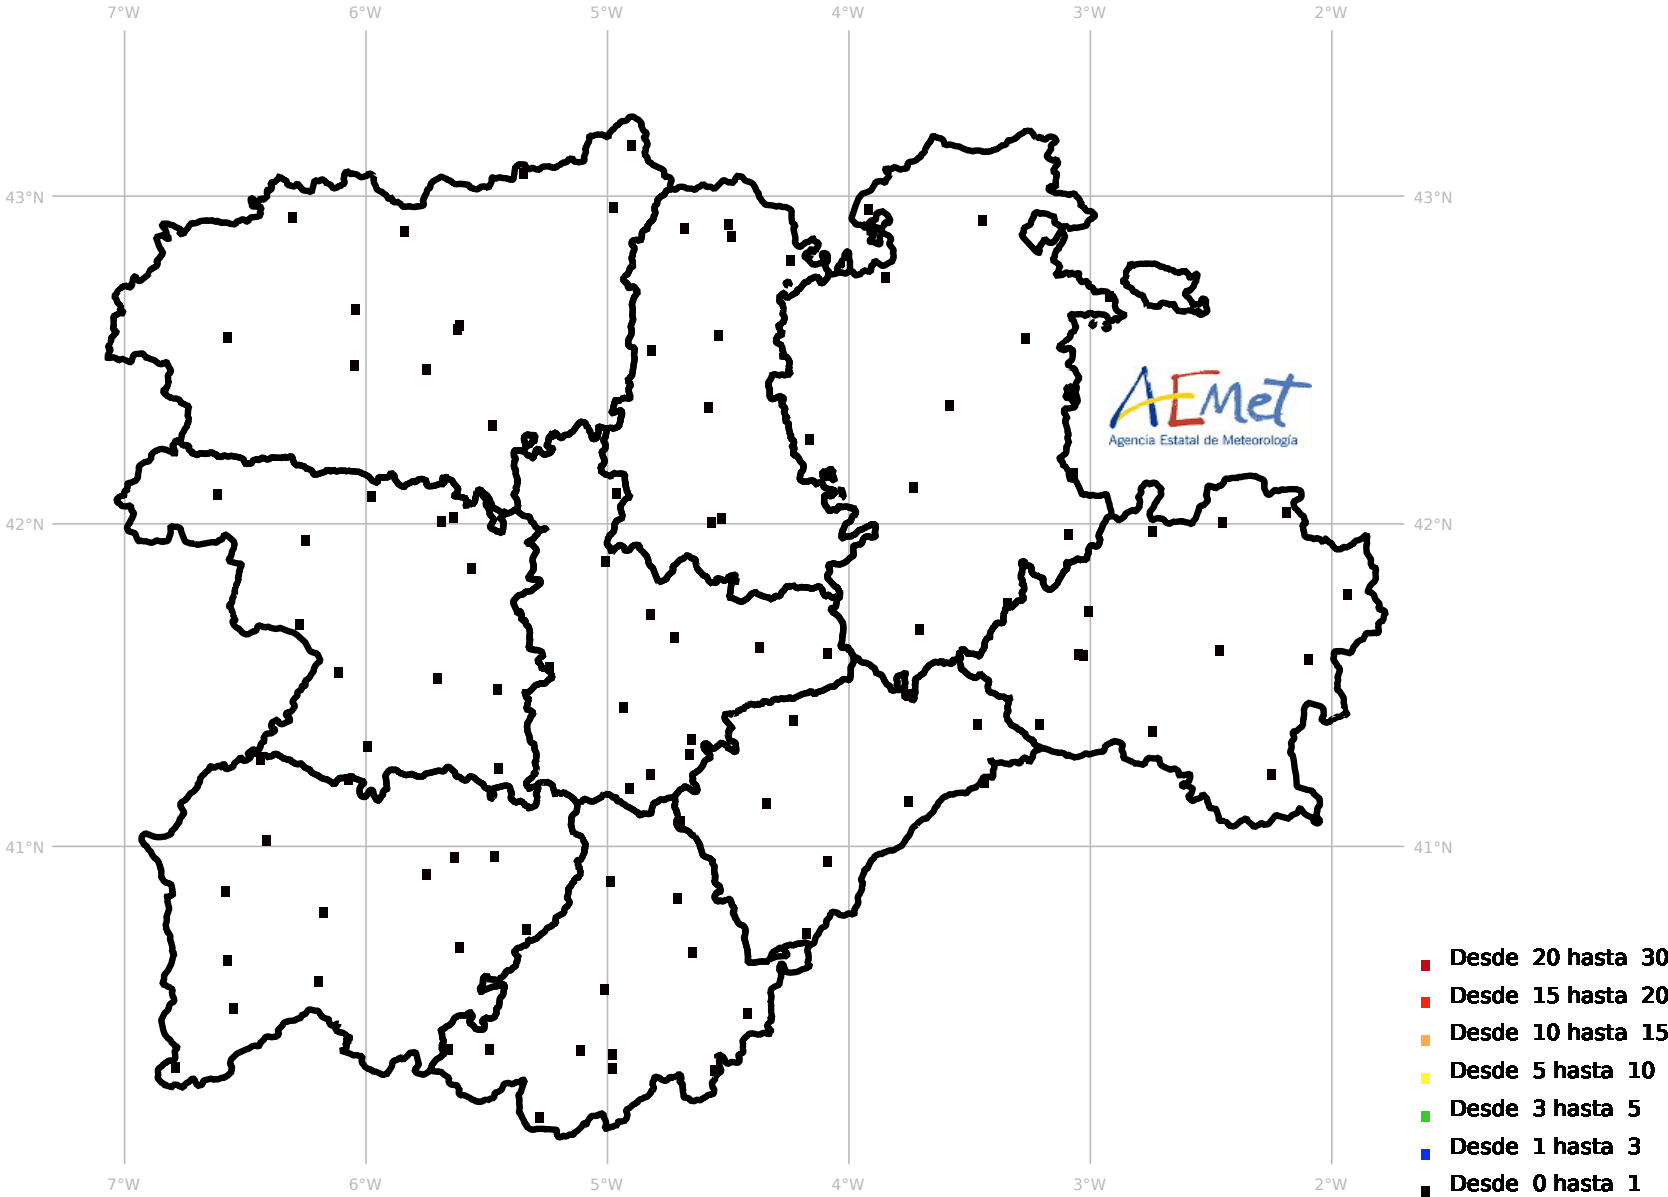 7°W 6°W 5°W 4°W 3°W 2°W
43°N 43°N
AEMet
Agencia Estatal de Meteorología
42°N 42°N
41°N 41°N
Desde 20 hasta 30
Desde 15 hasta 20
Desde 10 hasta 15
Desde 5 hasta 10
Desde 3 hasta 5
Desde 1 hasta 3
Desde 0 hasta 1
7°W 6°W 5°W 4°W 3°W 2°W